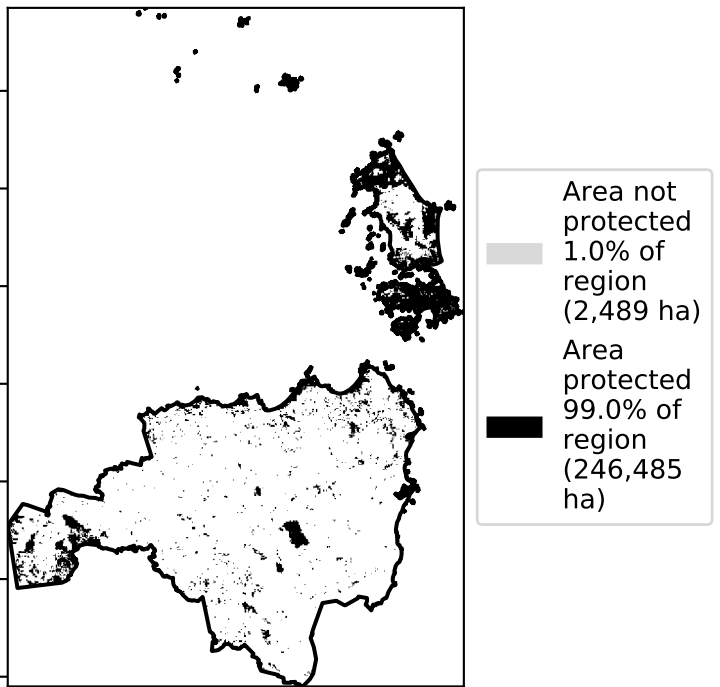 Area not
protected
1.0% of
region
(2,489 ha)
Area
protected
99.0% of
region
(246,485
ha)